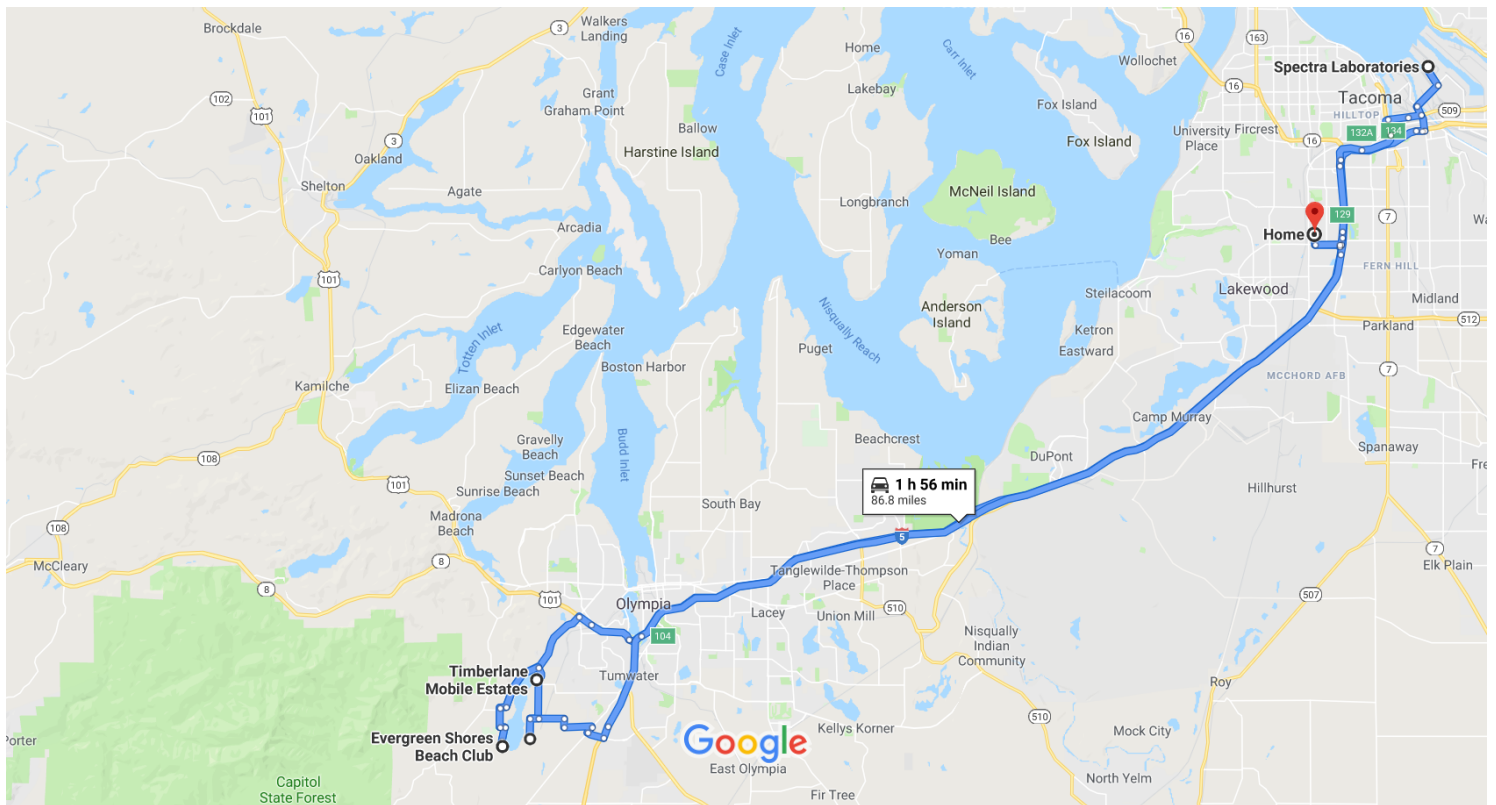 Brockdale
3
Walkers
Landing
Case Inlet
Home
Carr Inlet
16
163
Wollochet
Spectra Laboratories
102
101
Grant
Graham Point
Lakebay
16
Fox Island
Tacoma
HILLTOP
509
3
Ballow
Harstine Island
Fox Island
University
Place
Fircrest
16
132A
134
Oakland
Shelton
Agate
McNeil Island
Longbranch
Arcadia
Bee
Yoman
7
129
Home
Wa
Carlyon Beach
101
FERN HILL
Steilacoom
Lakewood
Midland
Anderson
Island
Nisqually Reach
Totten Inlet
Edgewater
Beach
Ketron
Eastward
Parkland
512
Puget
Boston Harbor
7
MCCHORD AFB
Kamilche
Elizan Beach
Camp Murray
Budd Inlet
Gravelly
Beach
Beachcrest
Spanaway
108
DuPont
Sunset Beach
Sunrise Beach
101
1 h 56 min
86.8 miles
Hillhurst
Fre
South Bay
Madrona
Beach
108
5
7
McCleary
8
Tanglewilde-Thompson
Place
Elk Plain
8
101
Olympia
Lacey
Union Mill
510
507
104
Nisqually
Indian
Community
Timberlane
Mobile Estates
Tumwater
Roy
510
Evergreen Shores
Beach Club
Google
Kellys Korner
Mock City
Porter
East Olympia
North Yelm
Capitol
State Forest
Fir Tree